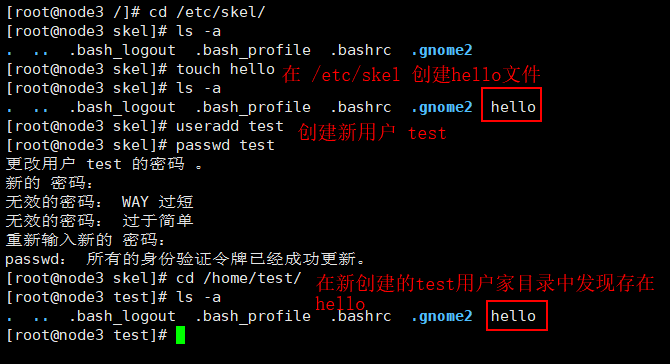 [root@node3 /]# cd /etc/skel/
[root@node3 skel]# ls -a
.  ..  .bash_logout  .bash_profile  .bashrc  .gnome2
[root@node3 skel]# touch hello 在 /etc/skel 创建hello文件
[root@node3 skel]# ls -a
.  ..  .bash_logout  .bash_profile  .bashrc  .gnome2  hello
[root@node3 skel]# useradd test 创建新用户 test
[root@node3 skel]# passwd test
更改用户 test 的密码 。
新的 密码:
无效的密码: WAY 过短
无效的密码: 过于简单
重新输入新的 密码:
passwd: 所有的身份验证令牌已经成功更新。
[root@node3 skel]# cd /home/test/ 在新创建的test用户家目录中发现存在
[root@node3 test]# ls -a hello
.  ..  .bash_logout  .bash_profile  .bashrc  .gnome2  hello
[root@node3 test]#